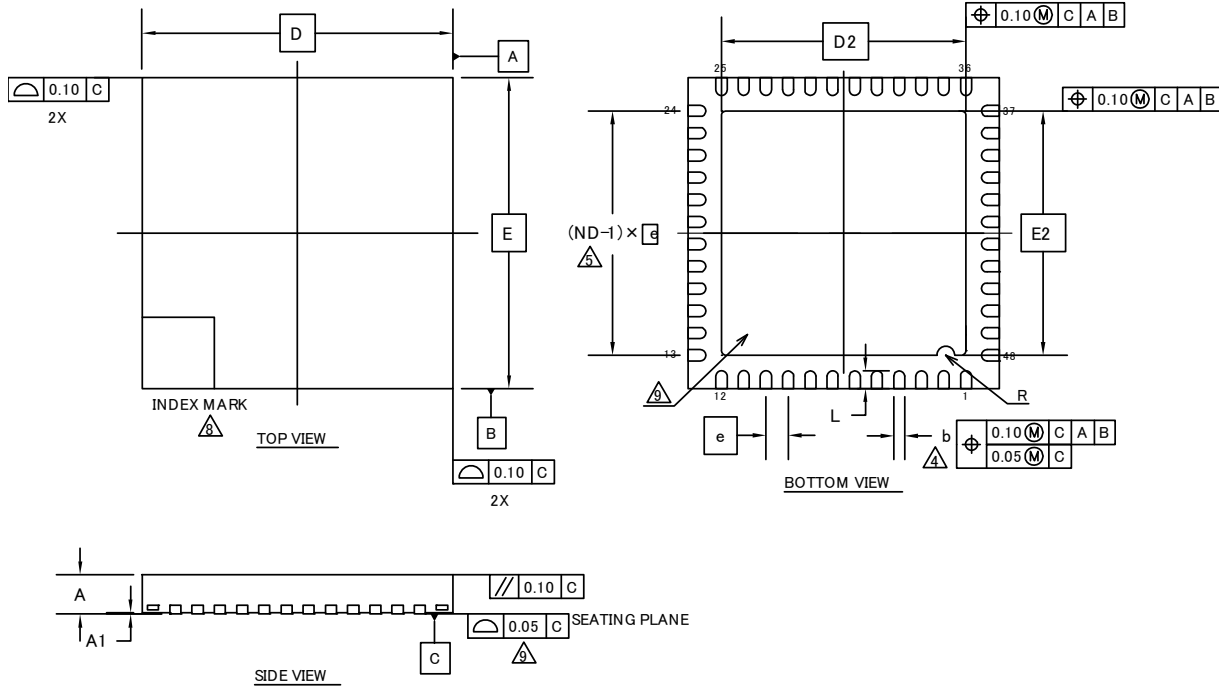 D
A
0.10 C
2X
E
INDEX MARK
8
TOP VIEW
B
0.10 C
2X
0.10 Ⓜ C A B
D2
25
36
0.10 Ⓜ C A B
24
37
(ND-1)× e
5
E2
13
48
9
12
1
L
R
e
b
4
0.10 Ⓜ C A B
0.05 Ⓜ C
BOTTOM VIEW
A
A1
// 0.10 C
0.05 C SEATING PLANE
9
C
SIDE VIEW